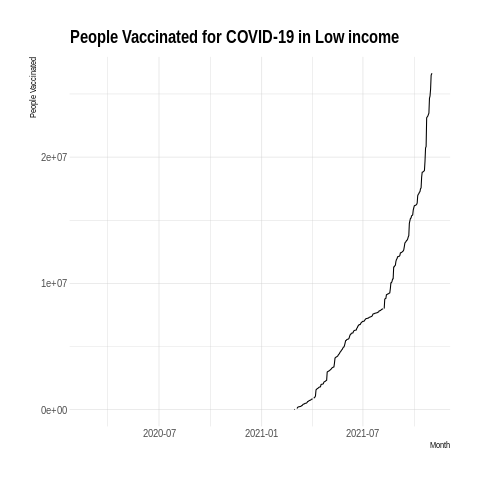 People Vaccinated for COVID-19 in Low income
People Vaccinated
2e+07
1e+07
0e+00
2020-07
2021-01
2021-07
Month